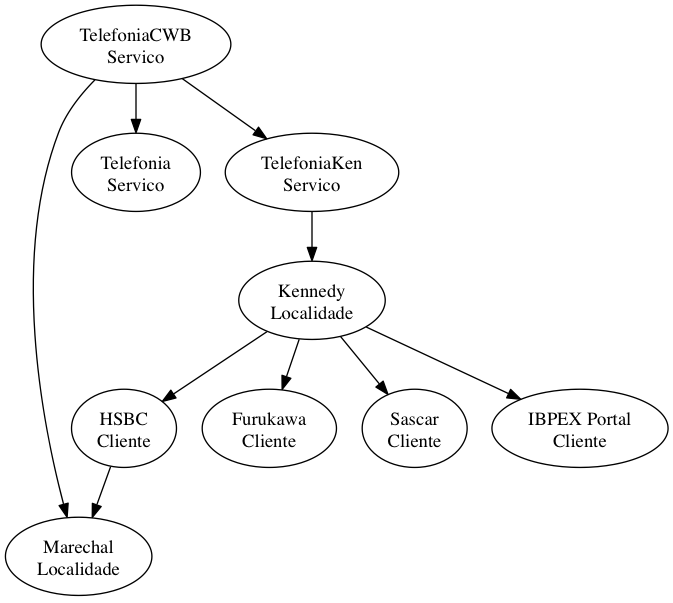 TelefoniaCWB
Servico
Telefonia
Servico
TelefoniaKen
Servico
Kennedy
Localidade
HSBC
Cliente
Furukawa
Cliente
Sascar
Cliente
IBPEX Portal
Cliente
Marechal
Localidade